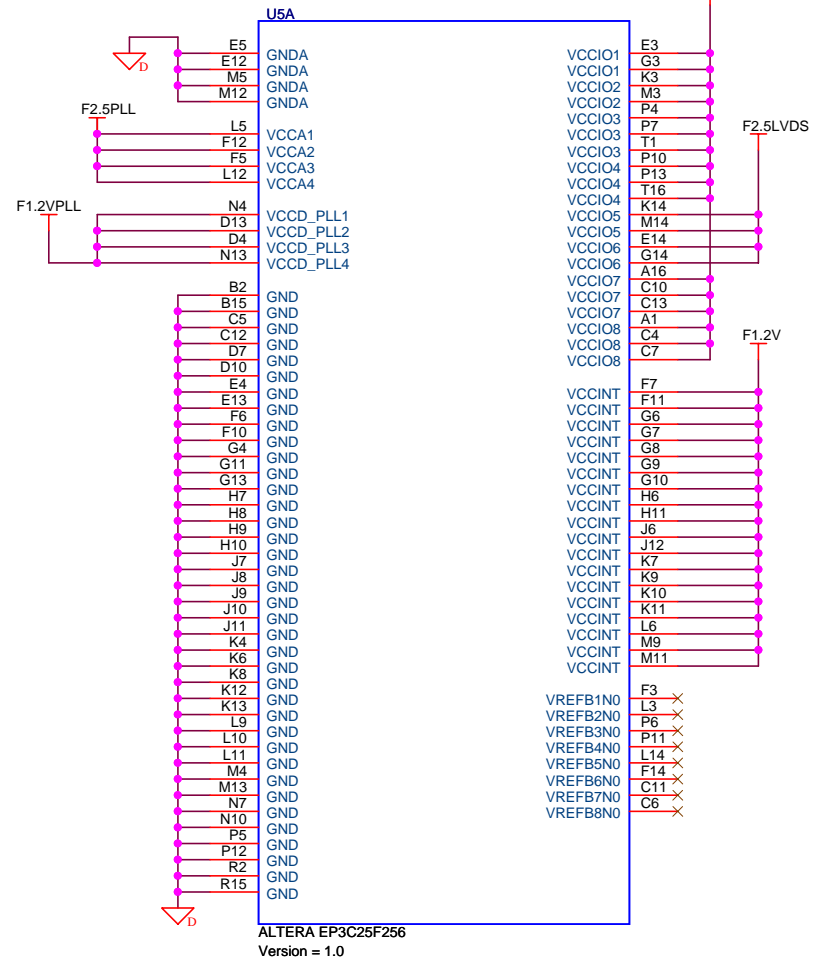 U5A
E5 GNDA
E12 GNDA
M5 GNDA
M12 GNDA
D
F2.5PLL
L5 VCCA1
F12 VCCA2
F5 VCCA3
L12 VCCA4
F1.2VPLL
N4 VCCD_PLL1
D13 VCCD_PLL2
D4 VCCD_PLL3
N13 VCCD_PLL4
B2 GND
B15 GND
C5 GND
C12 GND
D7 GND
D10 GND
E4 GND
E13 GND
F6 GND
F10 GND
G4 GND
G11 GND
G13 GND
H7 GND
H8 GND
H9 GND
H10 GND
J7 GND
J8 GND
J9 GND
J10 GND
J11 GND
K4 GND
K6 GND
K8 GND
K12 GND
K13 GND
L9 GND
L10 GND
L11 GND
M4 GND
M13 GND
N7 GND
N10 GND
P5 GND
P12 GND
R2 GND
R15 GND
D
VCCIO1 E3
VCCIO1 G3
VCCIO2 K3
VCCIO2 M3
VCCIO3 P4
VCCIO3 P7
VCCIO3 T1
VCCIO4 P10
VCCIO4 P13
VCCIO4 T16
F2.5LVDS
VCCIO5 K14
VCCIO5 M14
VCCIO6 E14
VCCIO6 G14
VCCIO7 A16
VCCIO7 C10
VCCIO7 C13
VCCIO8 A1
VCCIO8 C4
VCCIO8 C7
F1.2V
VCCINT F7
VCCINT F11
VCCINT G6
VCCINT G7
VCCINT G8
VCCINT G9
VCCINT G10
VCCINT H6
VCCINT H11
VCCINT J6
VCCINT J12
VCCINT K7
VCCINT K9
VCCINT K10
VCCINT K11
VCCINT L6
VCCINT M9
VCCINT M11
VREFB1N0 F3
VREFB2N0 L3
VREFB3N0 P6
VREFB4N0 P11
VREFB5N0 L14
VREFB6N0 F14
VREFB7N0 C11
VREFB8N0 C6
ALTERA EP3C25F256
Version = 1.0